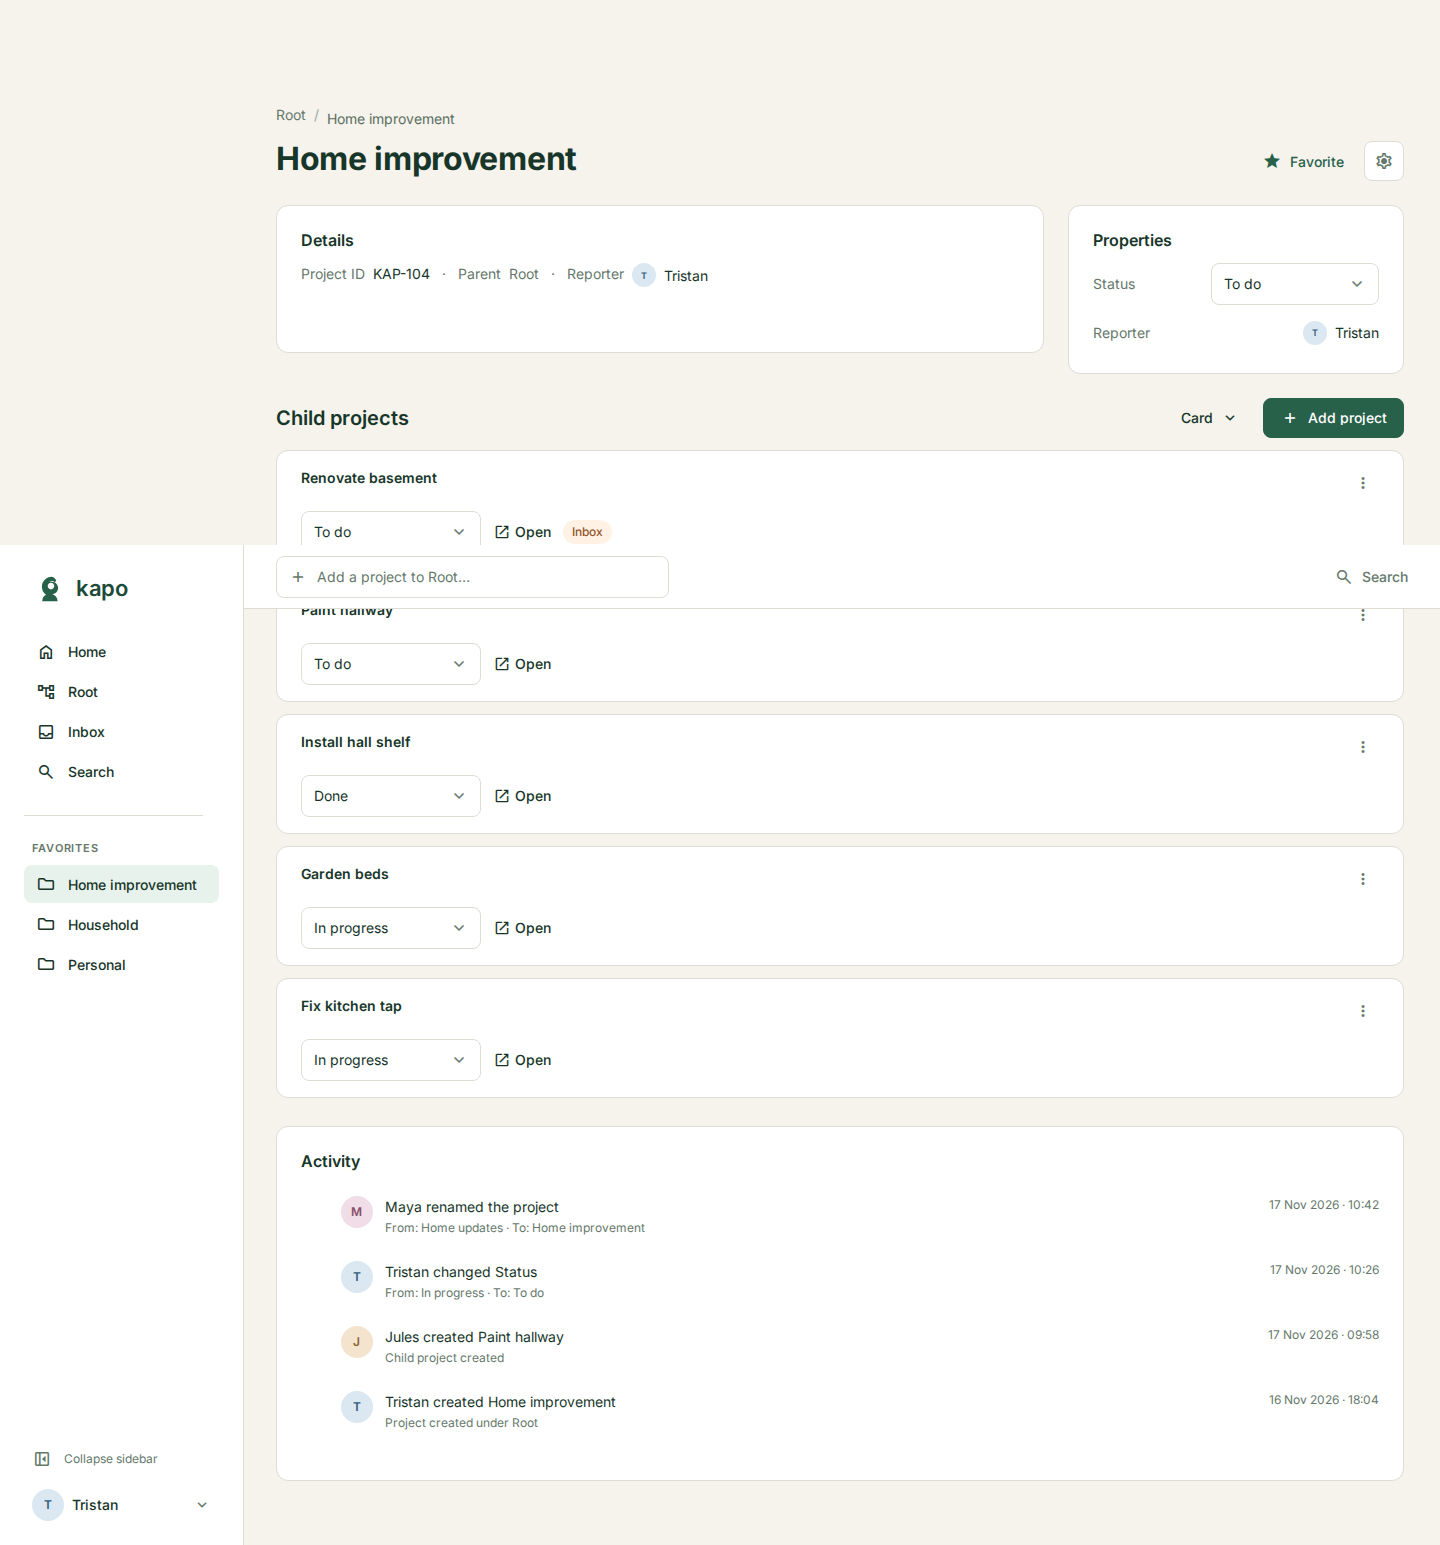 Root / Home improvement
Home improvement
Favorite
Details
Project ID KAP-104 · Parent Root · Reporter T Tristan
Properties
Status To do
Reporter T Tristan
Child projects
Card
Add project
Renovate basement
To do Open Inbox
kapo
Home
Root
Inbox
Search
FAVORITES
Home improvement
Household
Personal
Collapse sidebar
T Tristan
Add a project to Root...
Search
Paint hallway
To do Open
Install hall shelf
Done Open
Garden beds
In progress Open
Fix kitchen tap
In progress Open
Activity
M Maya renamed the project 17 Nov 2026 · 10:42
From: Home updates · To: Home improvement
T Tristan changed Status 17 Nov 2026 · 10:26
From: In progress · To: To do
J Jules created Paint hallway 17 Nov 2026 · 09:58
Child project created
T Tristan created Home improvement 16 Nov 2026 · 18:04
Project created under Root